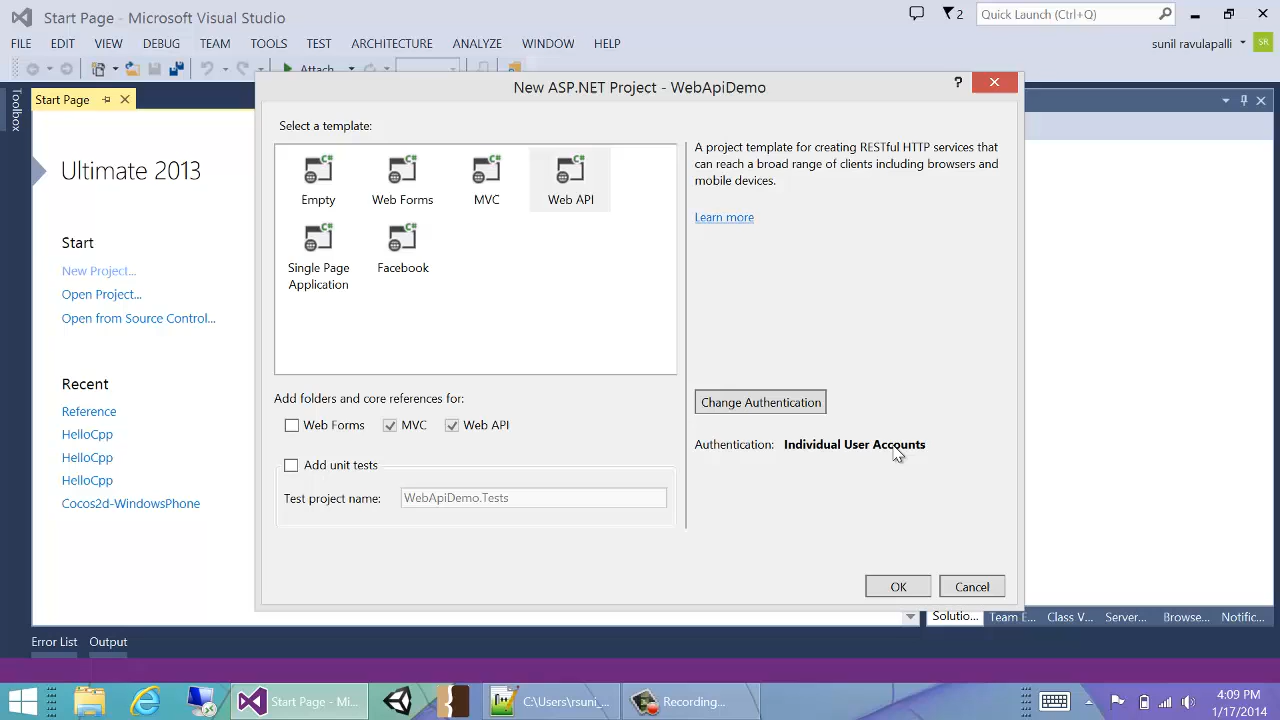 Start Page - Microsoft Visual Studio
2
Quick Launch (Ctrl+Q)
FILE EDIT VIEW DEBUG TEAM TOOLS TEST ARCHITECTURE ANALYZE WINDOW HELP
sunil ravulapalli
SR
Attach
Toolbox
Start Page
New ASP.NET Project - WebApiDemo
?
Ultimate 2013
Start
New Project...
Open Project...
Open from Source Control...
Recent
Reference
HelloCpp
HelloCpp
HelloCpp
Cocos2d-WindowsPhone
Select a template:
Empty
Web Forms
MVC
Web API
Single Page
Application
Facebook
A project template for creating RESTful HTTP services that
can reach a broad range of clients including browsers and
mobile devices.
Learn more
Change Authentication
Authentication: Individual User Accounts
Add folders and core references for:
Web Forms MVC Web API
Add unit tests
Test project name: WebApiDemo.Tests
OK Cancel
Solutio... Team E... Class V... Server... Browse... Notific...
Error List Output
Start Page - Mi...
C:\Users\rsuni_...
Recording...
4:09 PM
1/17/2014